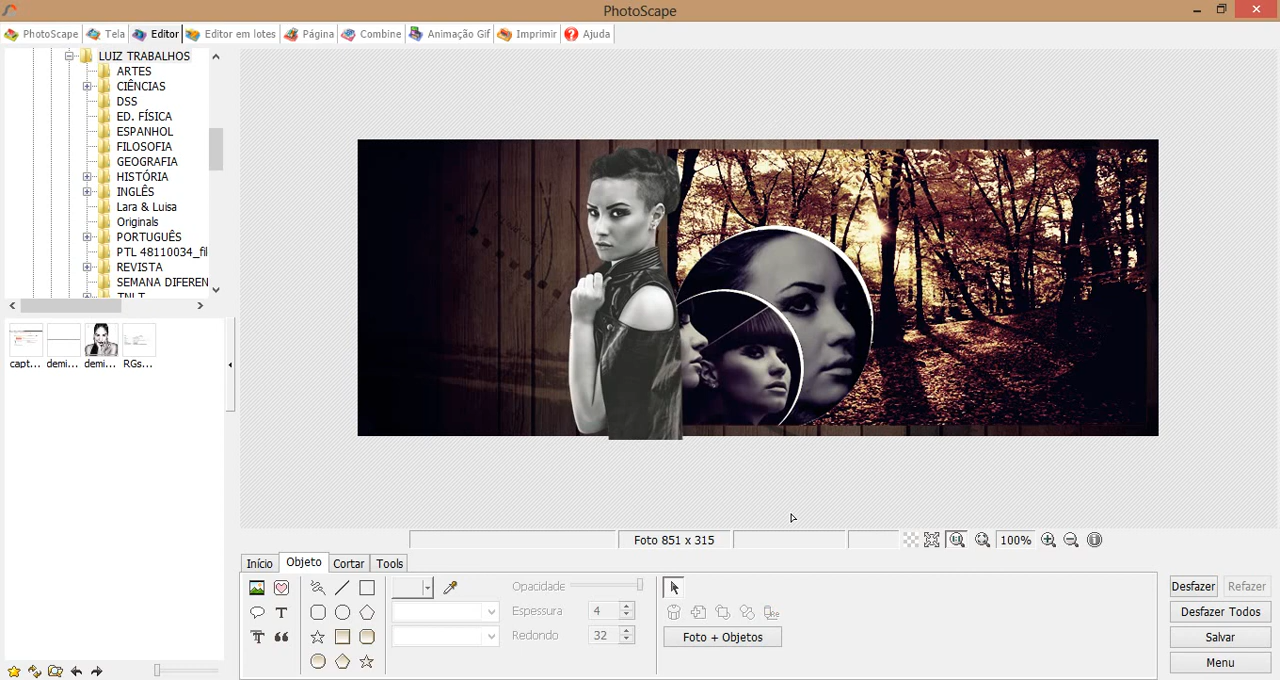 PhotoScape
PhotoScape Tela Editor Editor em lotes Página Combine Animação Gif Imprimir Ajuda
LUIZ TRABALHOS
ARTES
CIÊNCIAS
DSS
ED. FÍSICA
ESPANHOL
FILOSOFIA
GEOGRAFIA
HISTÓRIA
INGLÊS
Lara & Luisa
Originals
PORTUGUÊS
PTL 48110034_fil
REVISTA
SEMANA DIFEREN
TNLT
capt... demi... demi... RGs...
Foto 851 x 315
100%
Início Objeto Cortar Tools
Opacidade
Espessura 4
Redondo 32
Foto + Objetos
Desfazer Refazer
Desfazer Todos
Salvar
Menu